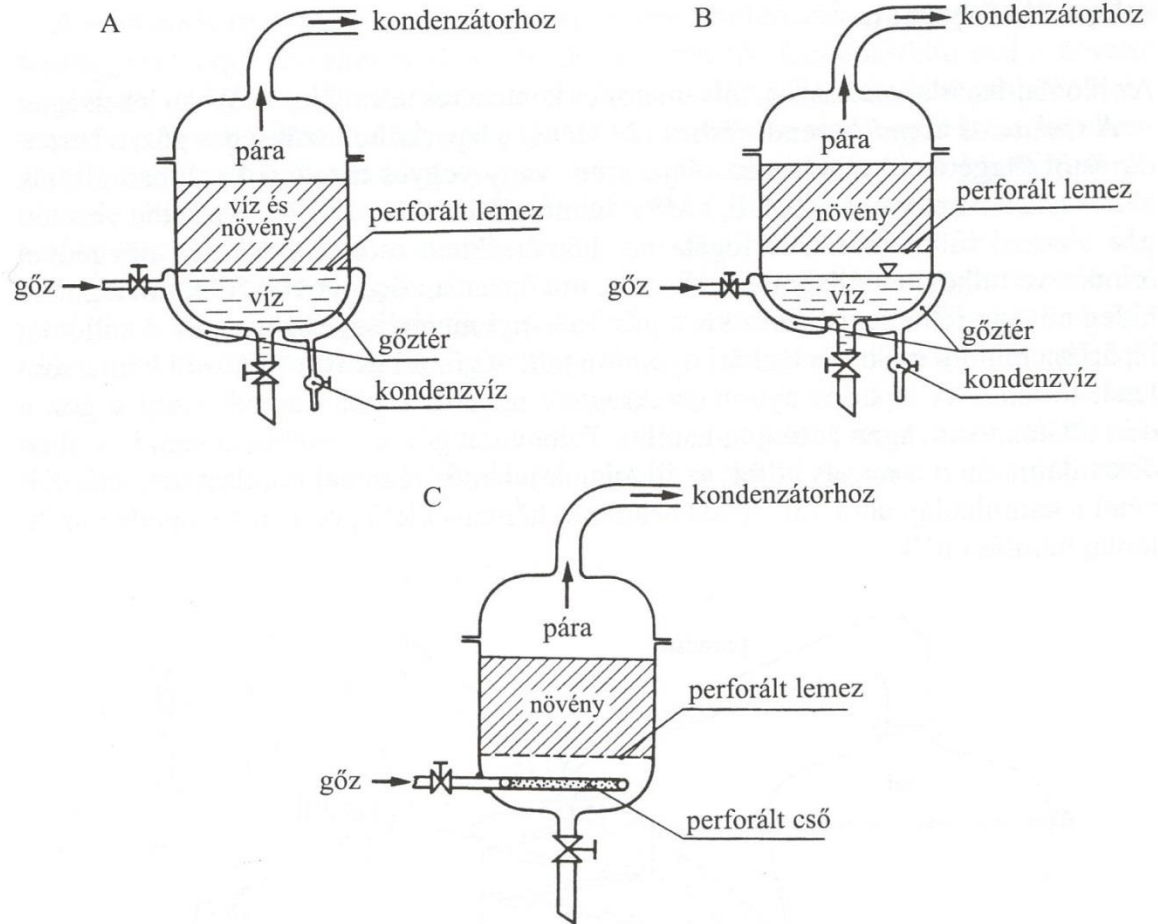 A
kondenzátorhoz
pára
víz és
növény
perforált lemez
gőz
víz
gőztér
kondenzvíz
B
kondenzátorhoz
pára
növény
perforált lemez
gőz
víz
gőztér
kondenzvíz
C
kondenzátorhoz
pára
növény
perforált lemez
gőz
perforált cső